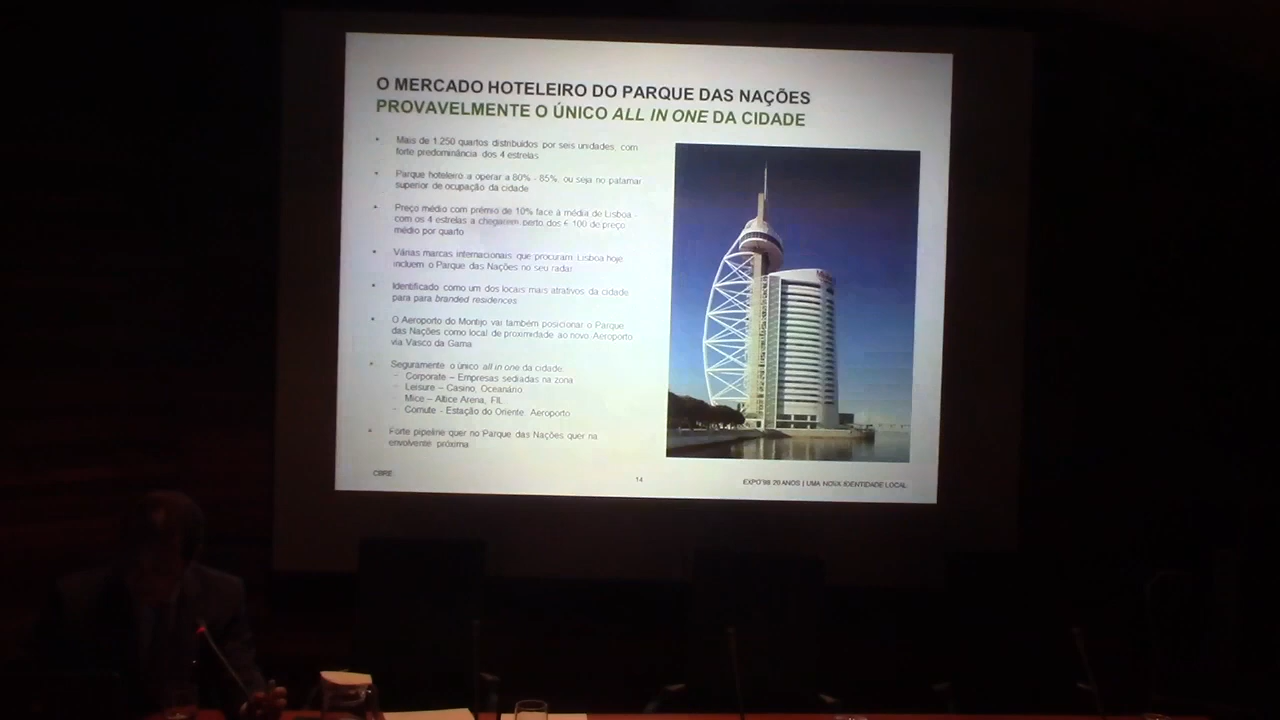 O MERCADO HOTELEIRO DO PARQUE DAS NAÇÕES
PROVAVELMENTE O ÚNICO ALL IN ONE DA CIDADE
• Mais de 1.250 quartos distribuídos por seis unidades, com
forte predominância dos 4 estrelas
• Parque hoteleiro a operar a 80% - 85%, ou seja no patamar
superior de ocupação da cidade
• Preço médio com prémio de 10% face à média de Lisboa -
com os 4 estrelas a chegarem perto dos € 100 de preço
médio por quarto
• Várias marcas internacionais que procuram Lisboa hoje
incluem o Parque das Nações no seu radar
• Identificado como um dos locais mais atrativos da cidade
para para branded residences
• O Aeroporto do Montijo vai também posicionar o Parque
das Nações como local de proximidade ao novo Aeroporto
via Vasco da Gama
• Seguramente o único all in one da cidade:
– Corporate – Empresas sediadas na zona
– Leisure – Casino, Oceanário
– Mice – Altice Arena, FIL
– Comute - Estação do Oriente, Aeroporto
• Forte pipeline quer no Parque das Nações quer na
envolvente próxima
CBRE
14
EXPO'98 20 ANOS | UMA NOVA IDENTIDADE LOCAL